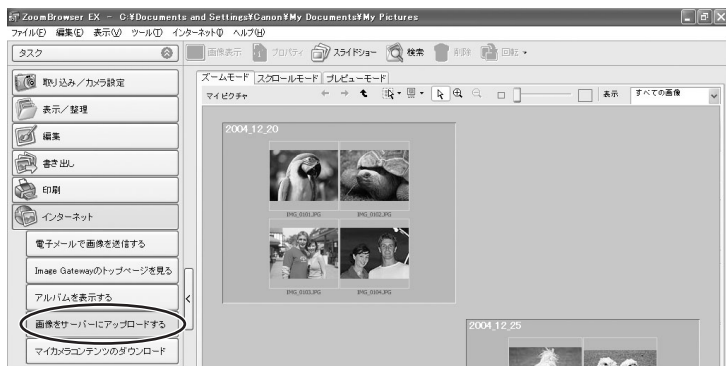 ZoomBrowser EX - C:¥Documents and Settings¥Canon¥My Documents¥My Pictures
ファイル(F) 編集(E) 表示(V) ツール(T) インターネット(I) ヘルプ(H)
タスク
画像表示 プロパティ スライドショー 検索 削除 回転
取り込み／カメラ設定
表示／整理
編集
書き出し
印刷
インターネット
電子メールで画像を送信する
Image Gatewayのトップページを見る
アルバムを表示する
画像をサーバーにアップロードする
マイカメラコンテンツのダウンロード
ズームモード スクロールモード プレビューモード
マイピクチャ 表示 すべての画像
2004_12_20
IMG_0101.JPG IMG_0102.JPG
IMG_0103.JPG IMG_0104.JPG
2004_12_25